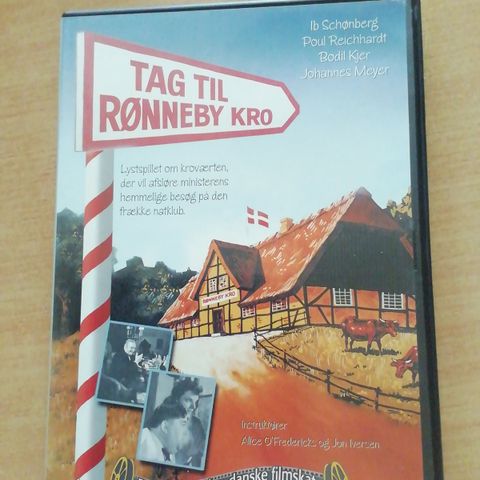 Ib Schønberg
Poul Reichhardt
Bodil Kjer
Johannes Meyer
TAG TIL
RØNNEBY KRO
Lystspillet om kroværten,
der vil afsløre ministerens
hemmelige besøg på den
frække natklub.
RØNNEBY KRO
Instruktører
Alice O'Fredericks og Jon Iversen
danske filmskat